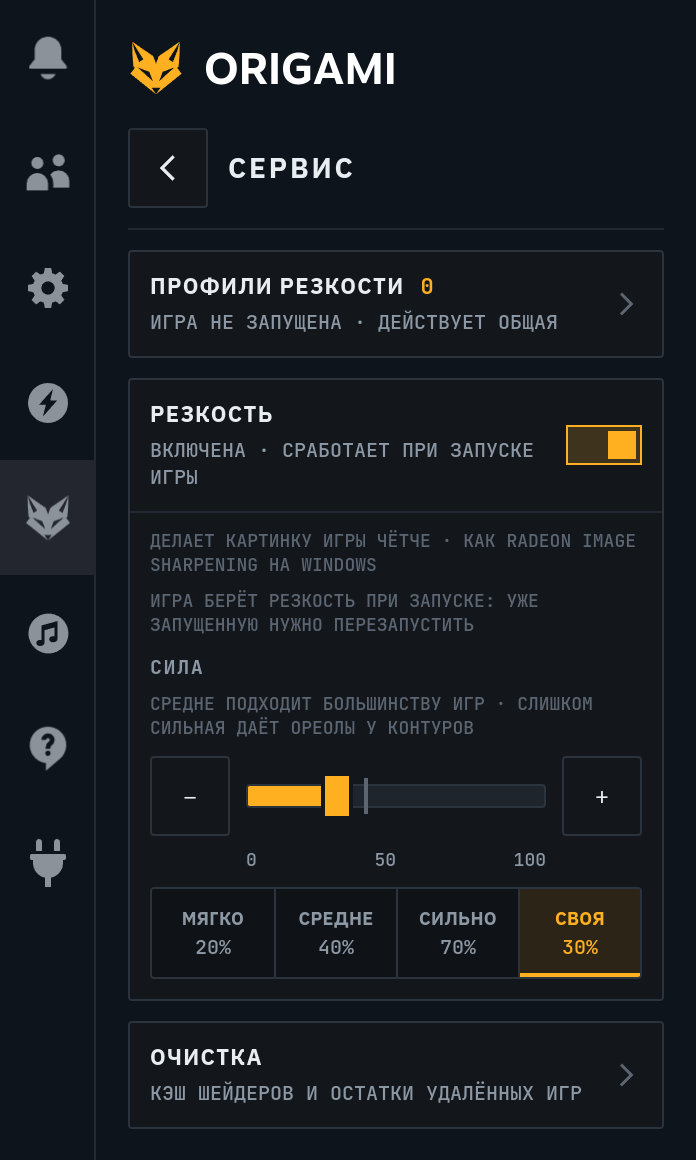 ORIGAMI
СЕРВИС
ПРОФИЛИ РЕЗКОСТИ 0
ИГРА НЕ ЗАПУЩЕНА · ДЕЙСТВУЕТ ОБЩАЯ
РЕЗКОСТЬ
ВКЛЮЧЕНА · СРАБОТАЕТ ПРИ ЗАПУСКЕ
ИГРЫ
ДЕЛАЕТ КАРТИНКУ ИГРЫ ЧЁТЧЕ · КАК RADEON IMAGE
SHARPENING НА WINDOWS
ИГРА БЕРЁТ РЕЗКОСТЬ ПРИ ЗАПУСКЕ: УЖЕ
ЗАПУЩЕННУЮ НУЖНО ПЕРЕЗАПУСТИТЬ
СИЛА
СРЕДНЕ ПОДХОДИТ БОЛЬШИНСТВУ ИГР · СЛИШКОМ
СИЛЬНАЯ ДАЁТ ОРЕОЛЫ У КОНТУРОВ
− +
0 50 100
МЯГКО СРЕДНЕ СИЛЬНО СВОЯ
20% 40% 70% 30%
ОЧИСТКА
КЭШ ШЕЙДЕРОВ И ОСТАТКИ УДАЛЁННЫХ ИГР